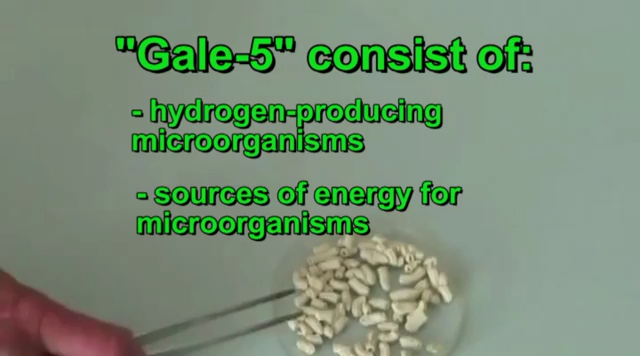 "Gale-5" consist of:
- hydrogen-producing
microorganisms
- sources of energy for
microorganisms